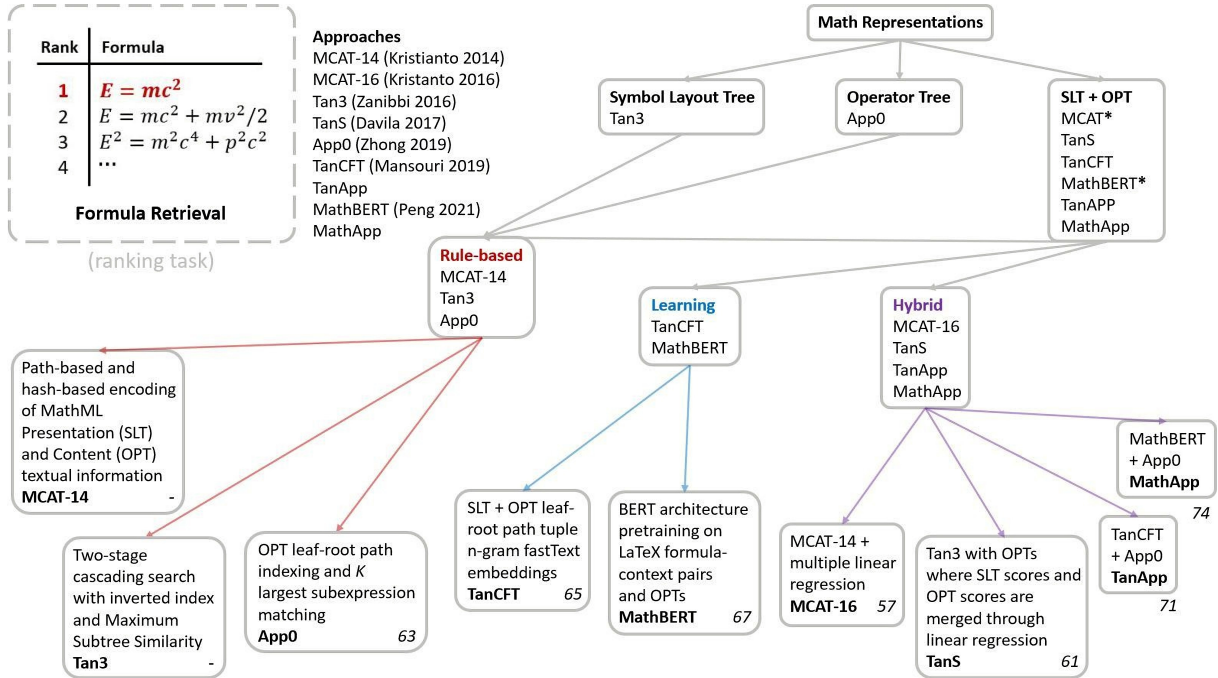 Rank Formula
1 E = mc²
2 E = mc² + mv²/2
3 E² = m²c⁴ + p²c²
4 ...
Formula Retrieval
(ranking task)
Approaches
MCAT-14 (Kristianto 2014)
MCAT-16 (Kristanto 2016)
Tan3 (Zanibbi 2016)
TanS (Davila 2017)
App0 (Zhong 2019)
TanCFT (Mansouri 2019)
TanApp
MathBERT (Peng 2021)
MathApp
Math Representations
Symbol Layout Tree
Tan3
Operator Tree
App0
SLT + OPT
MCAT*
TanS
TanCFT
MathBERT*
TanAPP
MathApp
Rule-based
MCAT-14
Tan3
App0
Learning
TanCFT
MathBERT
Hybrid
MCAT-16
TanS
TanApp
MathApp
Path-based and
hash-based encoding
of MathML
Presentation (SLT)
and Content (OPT)
textual information
MCAT-14 -
Two-stage
cascading search
with inverted index
and Maximum
Subtree Similarity
Tan3 -
OPT leaf-root path
indexing and K
largest subexpression
matching
App0 63
SLT + OPT leaf-
root path tuple
n-gram fastText
embeddings
TanCFT 65
BERT architecture
pretraining on
LaTeX formula-
context pairs
and OPTs
MathBERT 67
MCAT-14 +
multiple linear
regression
MCAT-16 57
Tan3 with OPTs
where SLT scores and
OPT scores are
merged through
linear regression
TanS 61
TanCFT
+ App0
TanApp
71
MathBERT
+ App0
MathApp
74